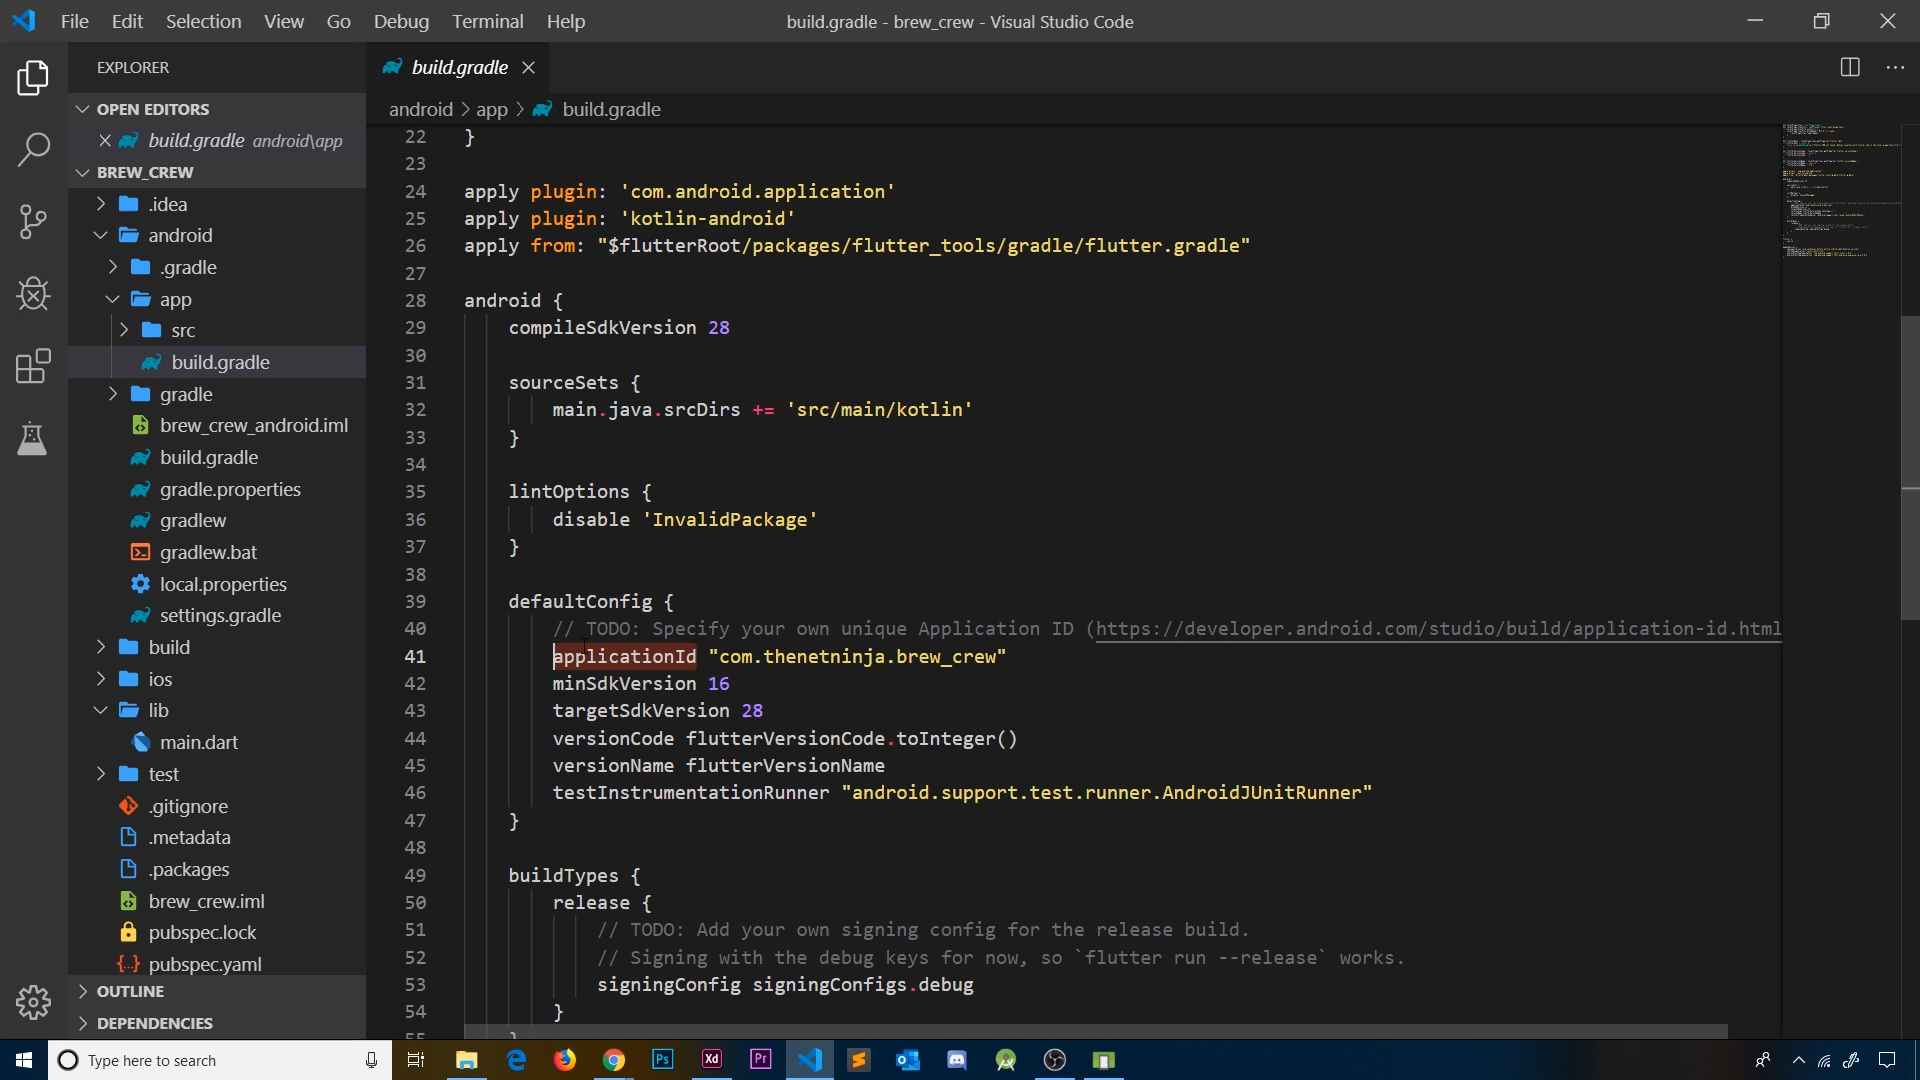 File Edit Selection View Go Debug Terminal Help
build.gradle - brew_crew - Visual Studio Code
EXPLORER
OPEN EDITORS
build.gradle android\app
BREW_CREW
.idea
android
.gradle
app
src
build.gradle
gradle
brew_crew_android.iml
build.gradle
gradle.properties
gradlew
gradlew.bat
local.properties
settings.gradle
build
ios
lib
main.dart
test
.gitignore
.metadata
.packages
brew_crew.iml
pubspec.lock
pubspec.yaml
OUTLINE
DEPENDENCIES
build.gradle
android > app > build.gradle
22 }
23
24 apply plugin: 'com.android.application'
25 apply plugin: 'kotlin-android'
26 apply from: "$flutterRoot/packages/flutter_tools/gradle/flutter.gradle"
27
28 android {
29 compileSdkVersion 28
30
31 sourceSets {
32 main.java.srcDirs += 'src/main/kotlin'
33 }
34
35 lintOptions {
36 disable 'InvalidPackage'
37 }
38
39 defaultConfig {
40 // TODO: Specify your own unique Application ID (https://developer.android.com/studio/build/application-id.html
41 applicationId "com.thenetninja.brew_crew"
42 minSdkVersion 16
43 targetSdkVersion 28
44 versionCode flutterVersionCode.toInteger()
45 versionName flutterVersionName
46 testInstrumentationRunner "android.support.test.runner.AndroidJUnitRunner"
47 }
48
49 buildTypes {
50 release {
51 // TODO: Add your own signing config for the release build.
52 // Signing with the debug keys for now, so `flutter run --release` works.
53 signingConfig signingConfigs.debug
54 }
55 }
Type here to search
Ps
Xd
Pr